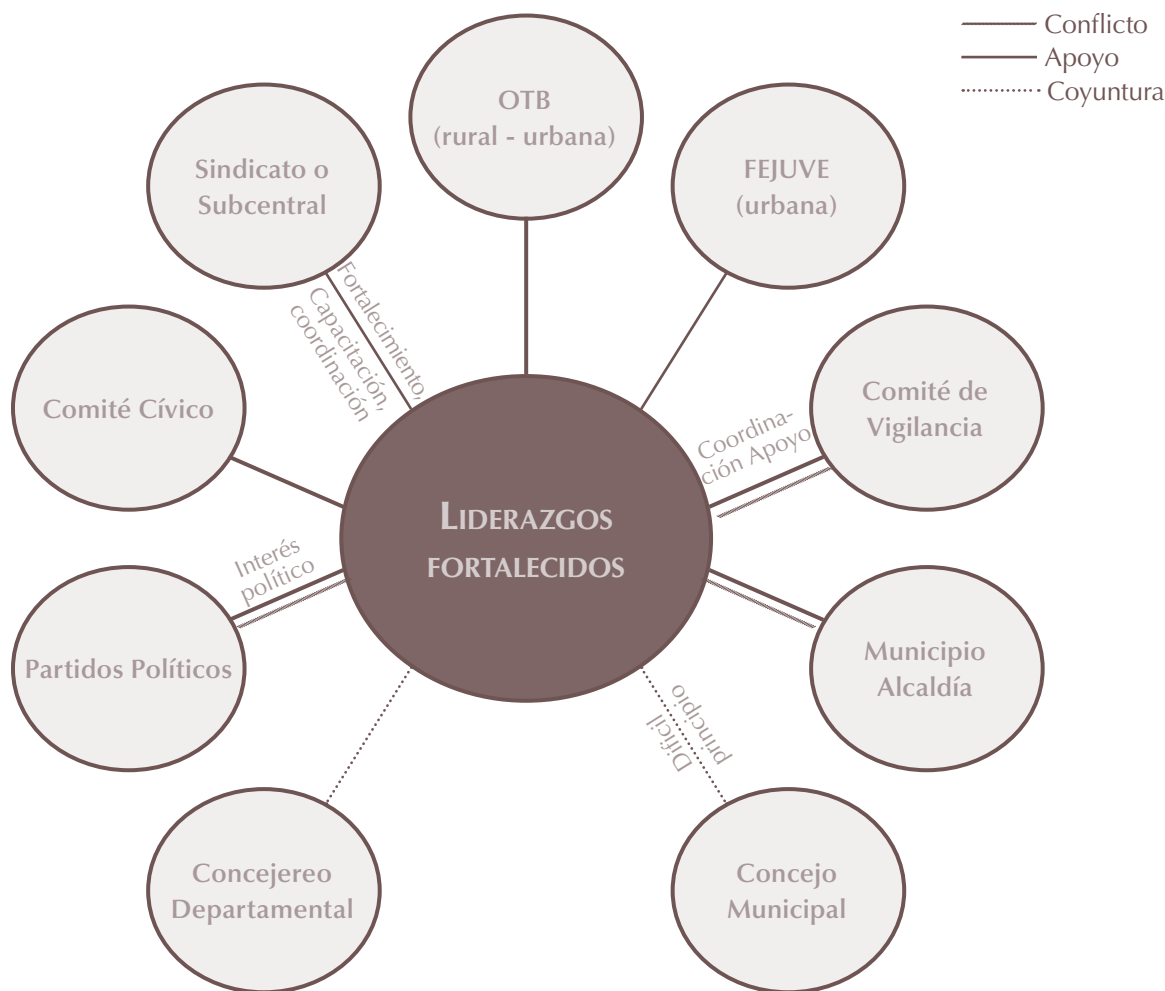 Conflicto
Apoyo
Coyuntura
OTB
(rural - urbana)
Sindicato o
Subcentral
FEJUVE
(urbana)
Fortalecimiento,
Capacitación,
coordinación
Comité Cívico
Comité de
Vigilancia
Coordina-
ción Apoyo
LIDERAZGOS
FORTALECIDOS
Interés
político
Partidos Políticos
Municipio
Alcaldía
Difícil
principio
Concejereo
Departamental
Concejo
Municipal